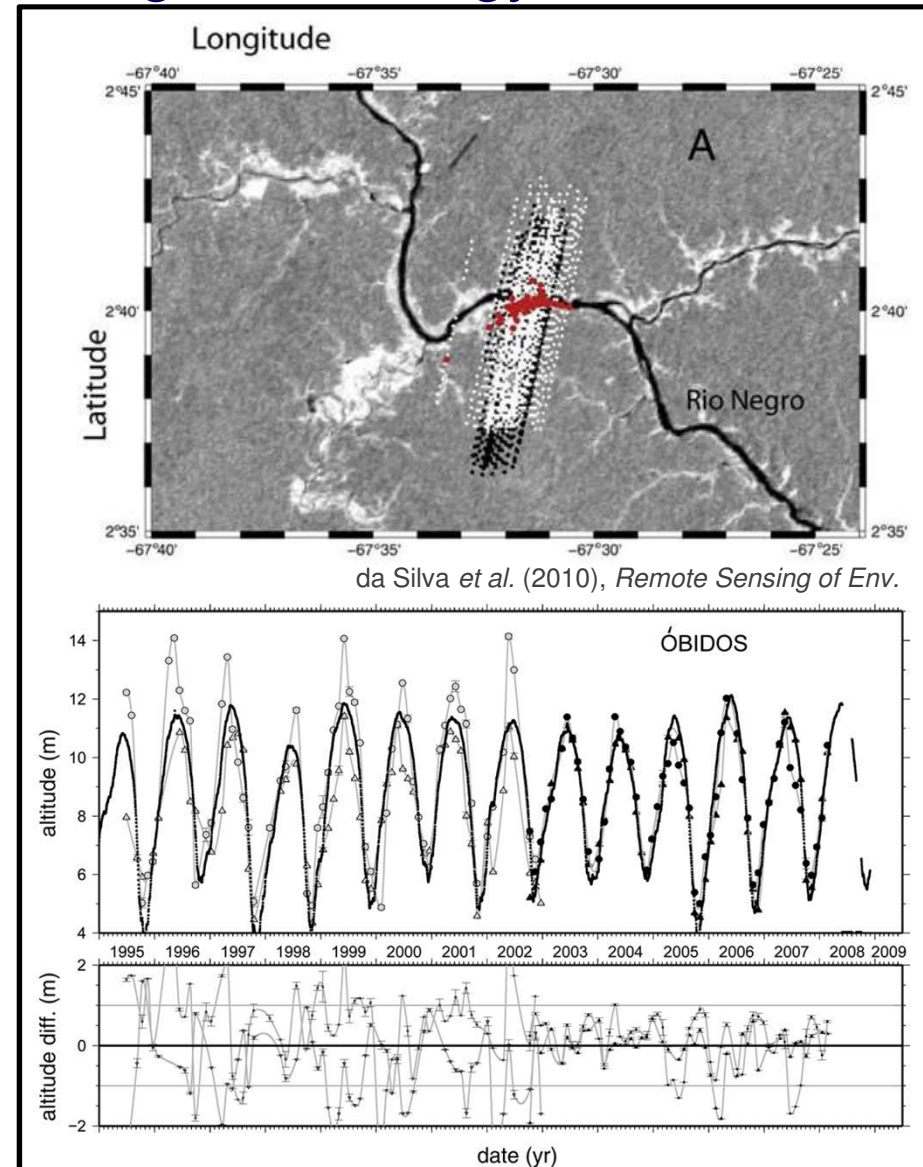 Longitude
−67°40' −67°35' −67°30' −67°25'
2°45' 2°45'
A
2°40' 2°40'
Latitude
Rio Negro
2°35' 2°35'
−67°40' −67°35' −67°30' −67°25'
da Silva et al. (2010), Remote Sensing of Env.
ÓBIDOS
14
12
10
8
6
4
altitude (m)
1995 1996 1997 1998 1999 2000 2001 2002 2003 2004 2005 2006 2007 2008 2009
2
1
0
−1
−2
altitude diff. (m)
date (yr)